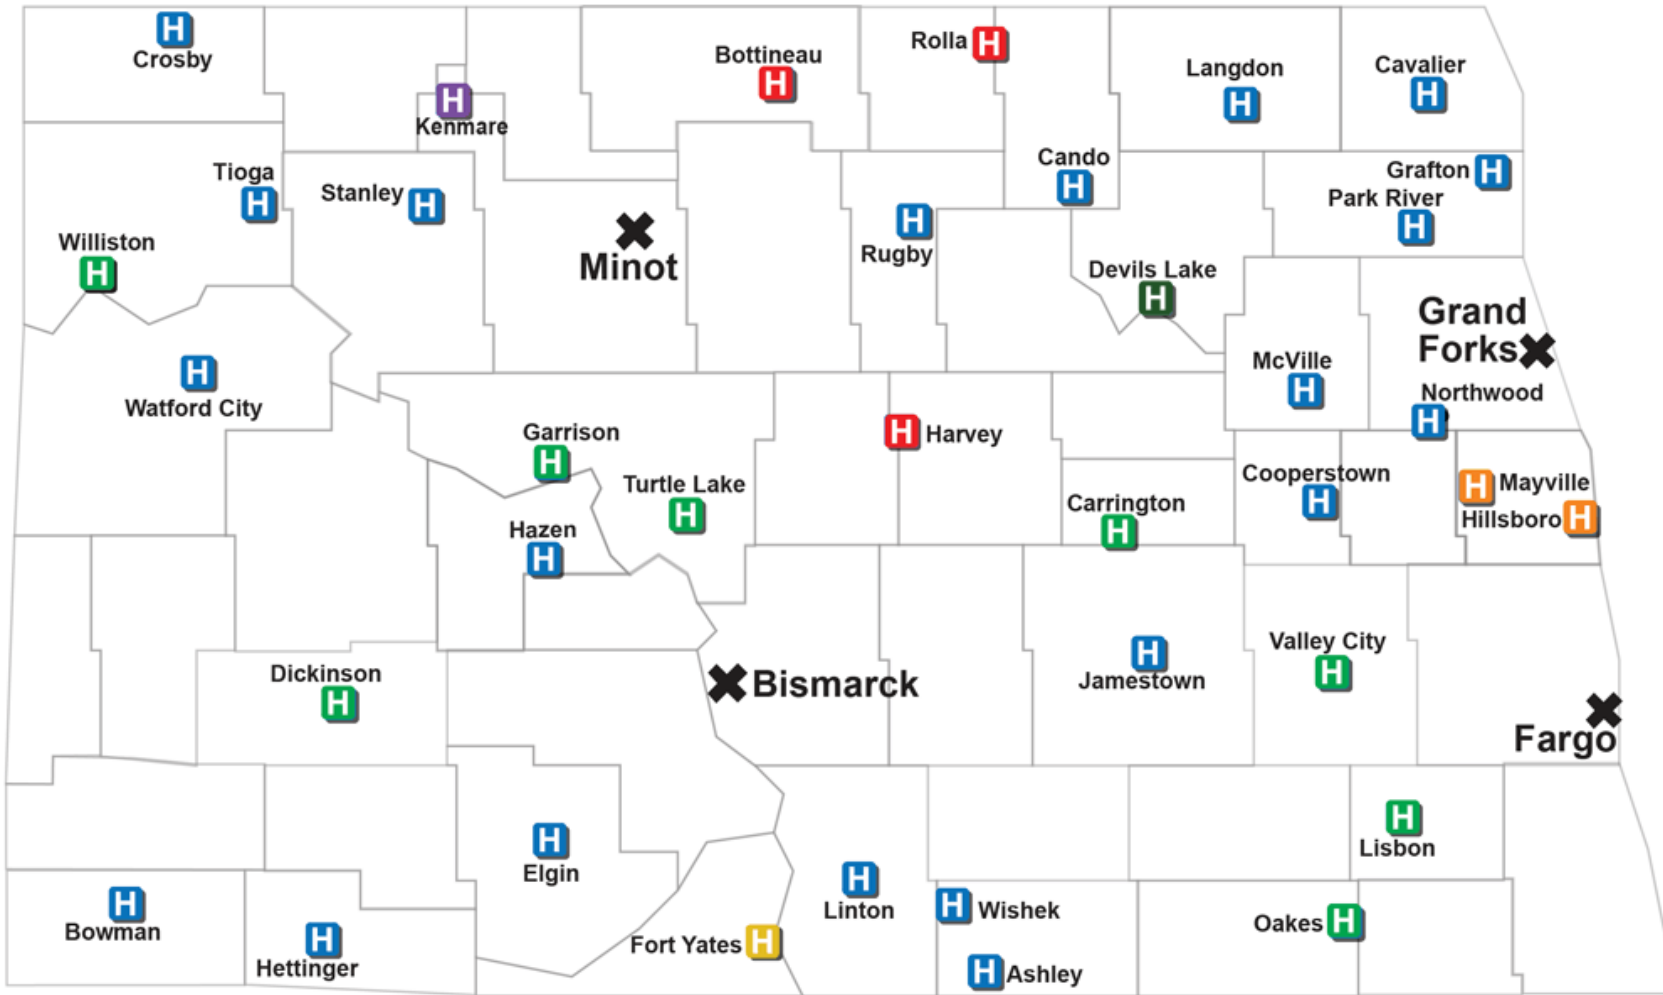 H
Crosby
Bottineau
H
Rolla H
Langdon
H
Cavalier
H
H
Kenmare
Tioga
H
Stanley H
Cando
H
Grafton H
Park River
H
Williston
H
Minot
H
Rugby
Devils Lake
H
Grand
Forks
H
Watford City
McVille
H
Northwood
H
Garrison
H
H Harvey
Turtle Lake
H
Cooperstown
H
H Mayville
Hillsboro H
Carrington
H
Hazen
H
Dickinson
H
Bismarck
H
Jamestown
Valley City
H
Fargo
H
Elgin
H
Lisbon
H
Bowman
H
Hettinger
Fort Yates H
H
Linton
H Wishek
Oakes H
H Ashley